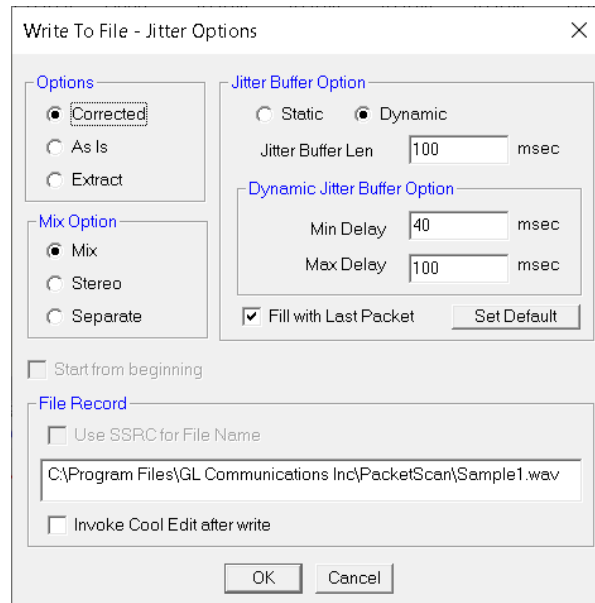 Write To File - Jitter Options
Options
Corrected
As Is
Extract
Mix Option
Mix
Stereo
Separate
Jitter Buffer Option
Static Dynamic
Jitter Buffer Len 100 msec
Dynamic Jitter Buffer Option
Min Delay 40 msec
Max Delay 100 msec
Fill with Last Packet Set Default
Start from beginning
File Record
Use SSRC for File Name
C:\Program Files\GL Communications Inc\PacketScan\Sample1.wav
Invoke Cool Edit after write
OK Cancel